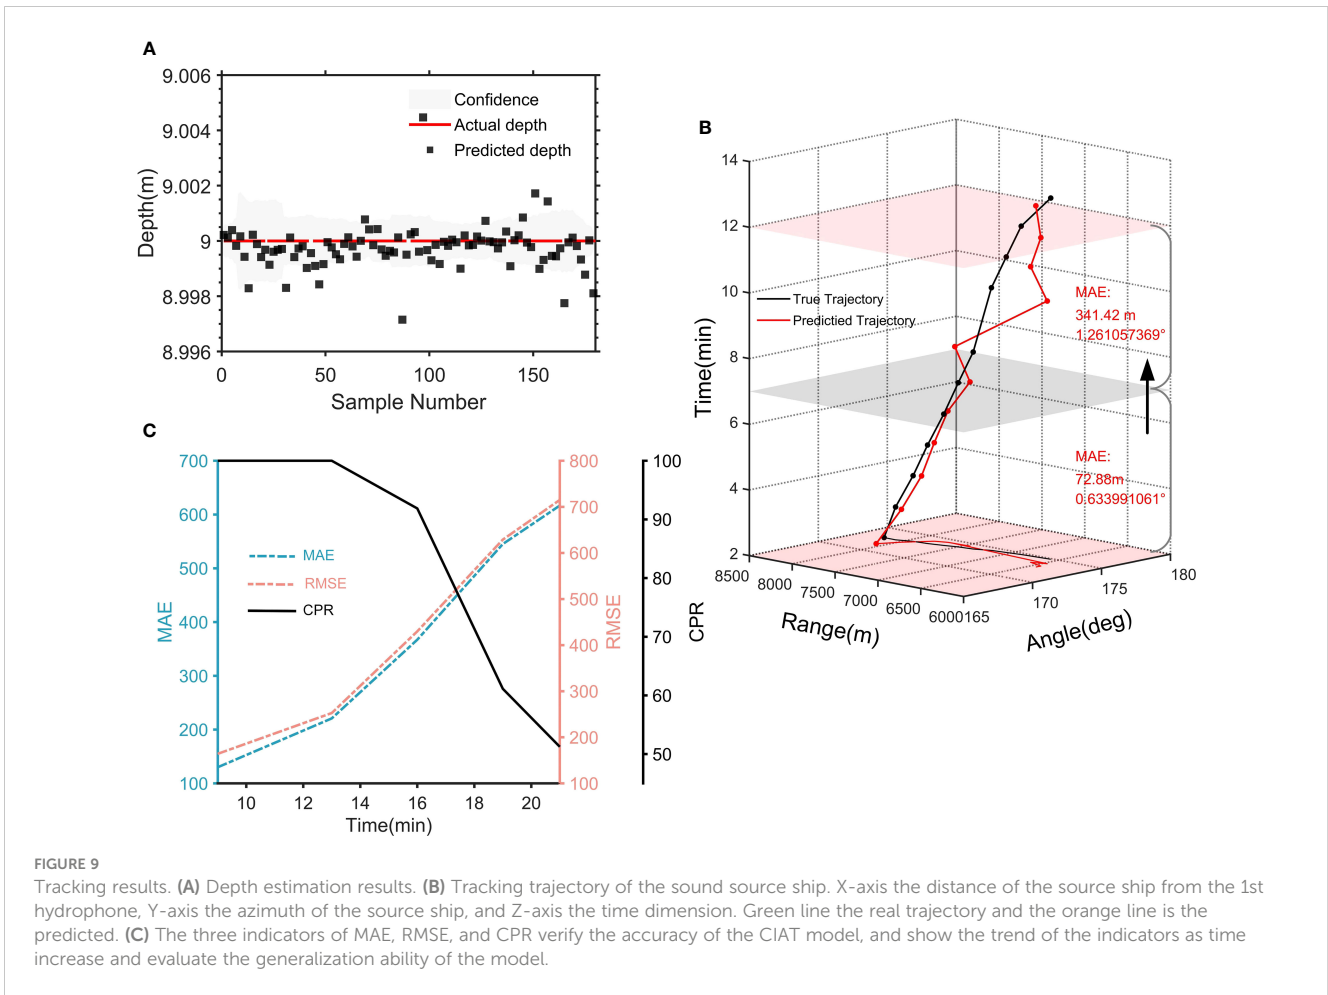 A
9.006
9.004
9.002
9
8.998
8.996
Depth(m)
Confidence
Actual depth
Predicted depth
0
50
100
150
Sample Number
B
14
12
10
8
6
4
2
Time(min)
True Trajectory
Predictied Trajectory
MAE:
341.42 m
1.261057369°
MAE:
72.88m
0.633991061°
8500
8000
7500
7000
6500
6000
165
170
175
180
Range(m)
Angle(deg)
C
700
600
500
400
300
200
100
MAE
MAE
RMSE
CPR
800
700
600
500
400
300
200
100
RMSE
100
90
80
70
60
50
CPR
10
12
14
16
18
20
Time(min)
FIGURE 9
Tracking results. (A) Depth estimation results. (B) Tracking trajectory of the sound source ship. X-axis the distance of the source ship from the 1st
hydrophone, Y-axis the azimuth of the source ship, and Z-axis the time dimension. Green line the real trajectory and the orange line is the
predicted. (C) The three indicators of MAE, RMSE, and CPR verify the accuracy of the CIAT model, and show the trend of the indicators as time
increase and evaluate the generalization ability of the model.